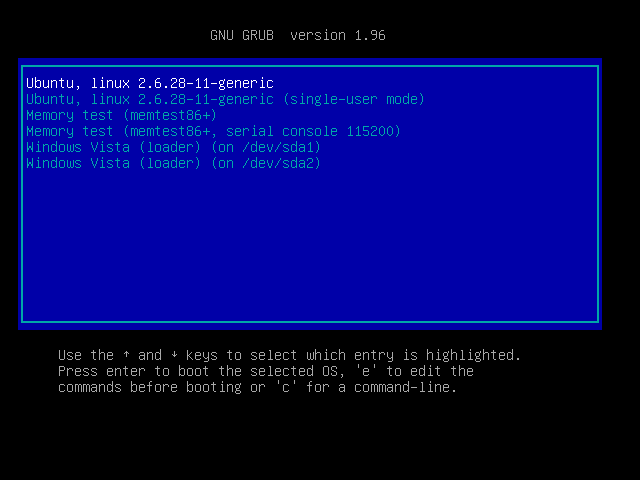 GNU GRUB  version 1.96
Ubuntu, linux 2.6.28-11-generic
Ubuntu, linux 2.6.28-11-generic (single-user mode)
Memory test (memtest86+)
Memory test (memtest86+, serial console 115200)
Windows Vista (loader) (on /dev/sda1)
Windows Vista (loader) (on /dev/sda2)
Use the ↑ and ↓ keys to select which entry is highlighted.
Press enter to boot the selected OS, 'e' to edit the
commands before booting or 'c' for a command-line.